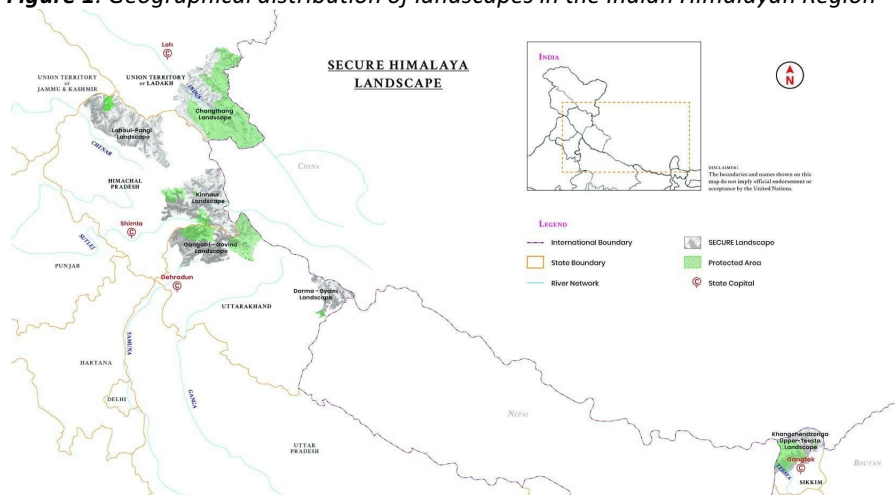 Figure 1: Geographical distribution of landscapes in the Indian Himalayan Region
SECURE HIMALAYA
LANDSCAPE
INDIA
N
DISCLAIMER:
The boundaries and names shown on this
map do not imply official endorsement or
acceptance by the United Nations.
LEGEND
International Boundary
State Boundary
River Network
SECURE Landscape
Protected Area
State Capital
Leh
UNION TERRITORY
OF
JAMMU & KASHMIR
UNION TERRITORY
OF LADAKH
INDUS
Changthang
Landscape
Lahaul-Pangi
Landscape
CHENAB
CHINA
HIMACHAL
PRADESH
Kinnaur
Landscape
Shimla
SUTLEJ
Gangotri - Govind
Landscape
PUNJAB
Dehradun
Darma - Byans
Landscape
UTTARAKHAND
YAMUNA
HARYANA
DELHI
GANGA
UTTAR
PRADESH
NEPAL
Khangchendzonga
Upper-Teesta
Landscape
Gangtok
TEESTA
SIKKIM
BHUTAN